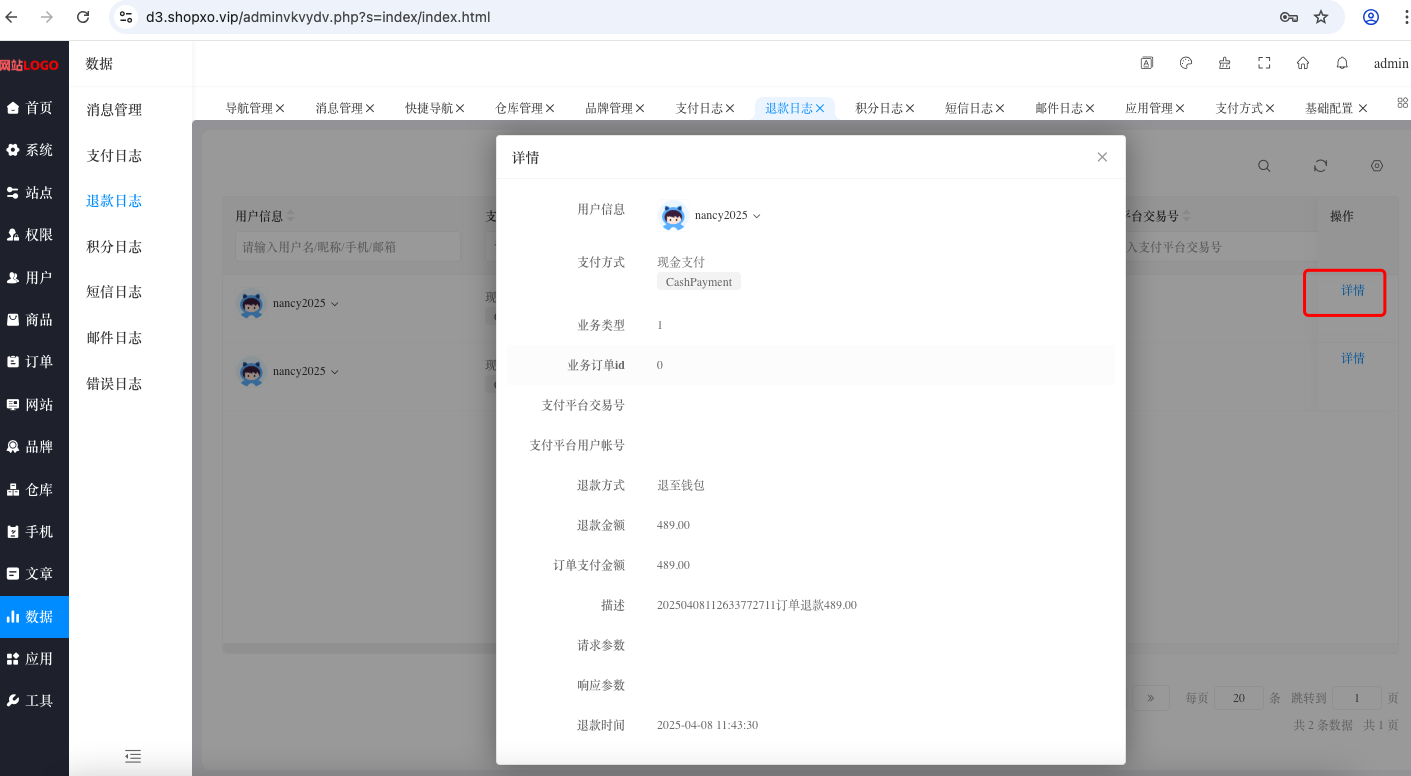 d3.shopxo.vip/adminvkvydv.php?s=index/index.html
网站LOGO
数据
admin
首页
系统
站点
权限
用户
商品
订单
网站
品牌
仓库
手机
文章
数据
应用
工具
消息管理
支付日志
退款日志
积分日志
短信日志
邮件日志
错误日志
导航管理 消息管理 快捷导航 仓库管理 品牌管理 支付日志 退款日志 积分日志 短信日志 邮件日志 应用管理 支付方式 基础配置
用户信息 支
平台交易号 操作
请输入用户名/昵称/手机/邮箱
入支付平台交易号
nancy2025 现
详情
nancy2025 现
详情
详情
用户信息 nancy2025
支付方式 现金支付
CashPayment
业务类型 1
业务订单id 0
支付平台交易号
支付平台用户帐号
退款方式 退至钱包
退款金额 489.00
订单支付金额 489.00
描述 20250408112633772711订单退款489.00
请求参数
响应参数
退款时间 2025-04-08 11:43:30
» 每页 20 条 跳转到 1 页
共 2 条数据 共 1 页